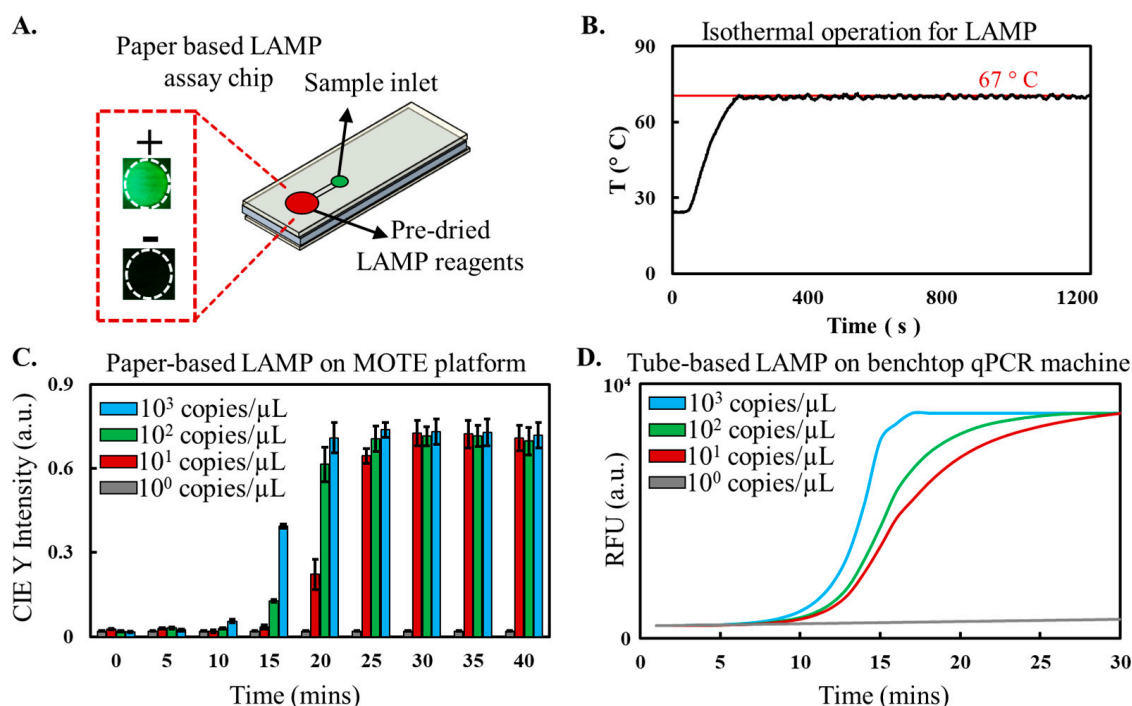 A.
Paper based LAMP
assay chip
Sample inlet
+
-
Pre-dried
LAMP reagents
B.
Isothermal operation for LAMP
90
60
30
0
T (° C)
67 ° C
0 400 800 1200
Time ( s )
C.
Paper-based LAMP on MOTE platform
0.9
0.6
0.3
0
CIE Y Intensity (a.u.)
10³ copies/µL
10² copies/µL
10¹ copies/µL
10⁰ copies/µL
0 5 10 15 20 25 30 35 40
Time (mins)
D.
Tube-based LAMP on benchtop qPCR machine
10⁴
0
RFU (a.u.)
10³ copies/µL
10² copies/µL
10¹ copies/µL
10⁰ copies/µL
0 5 10 15 20 25 30
Time (mins)